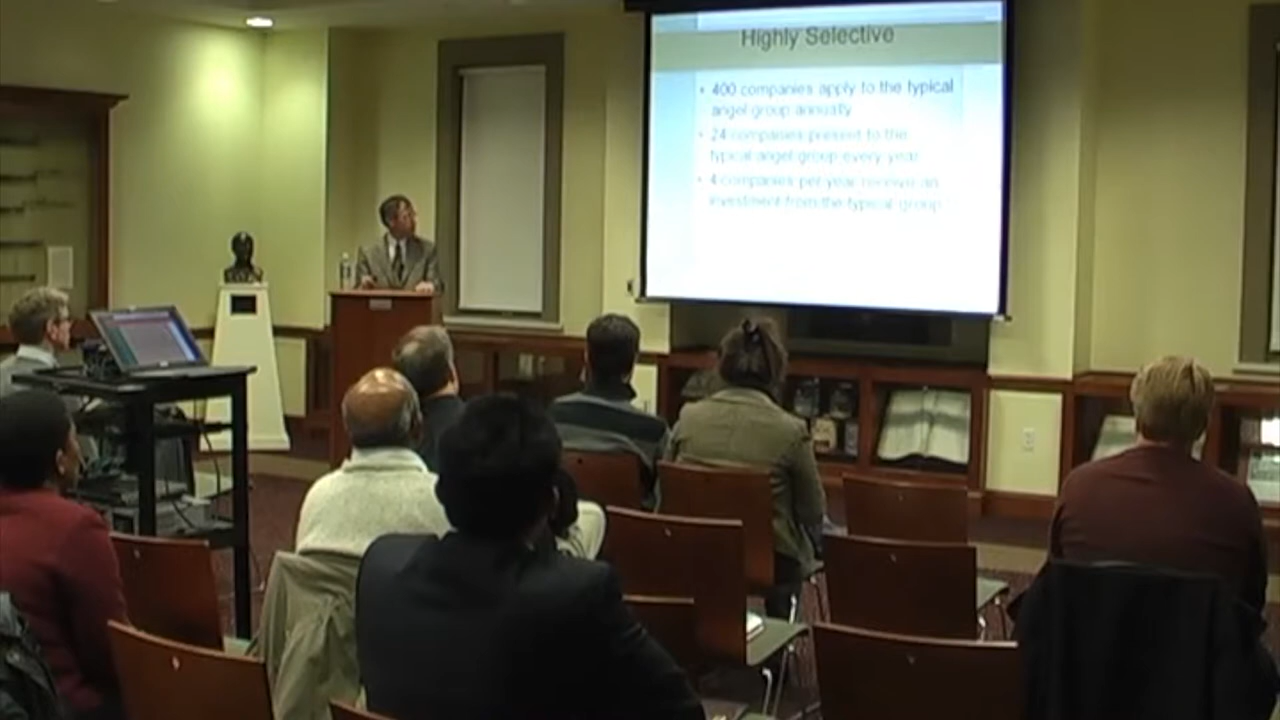 Highly Selective
• 400 companies apply to the typical
angel group annually
• 24 companies present to the
typical angel group every year
• 4 companies per year receive an
investment from the typical group